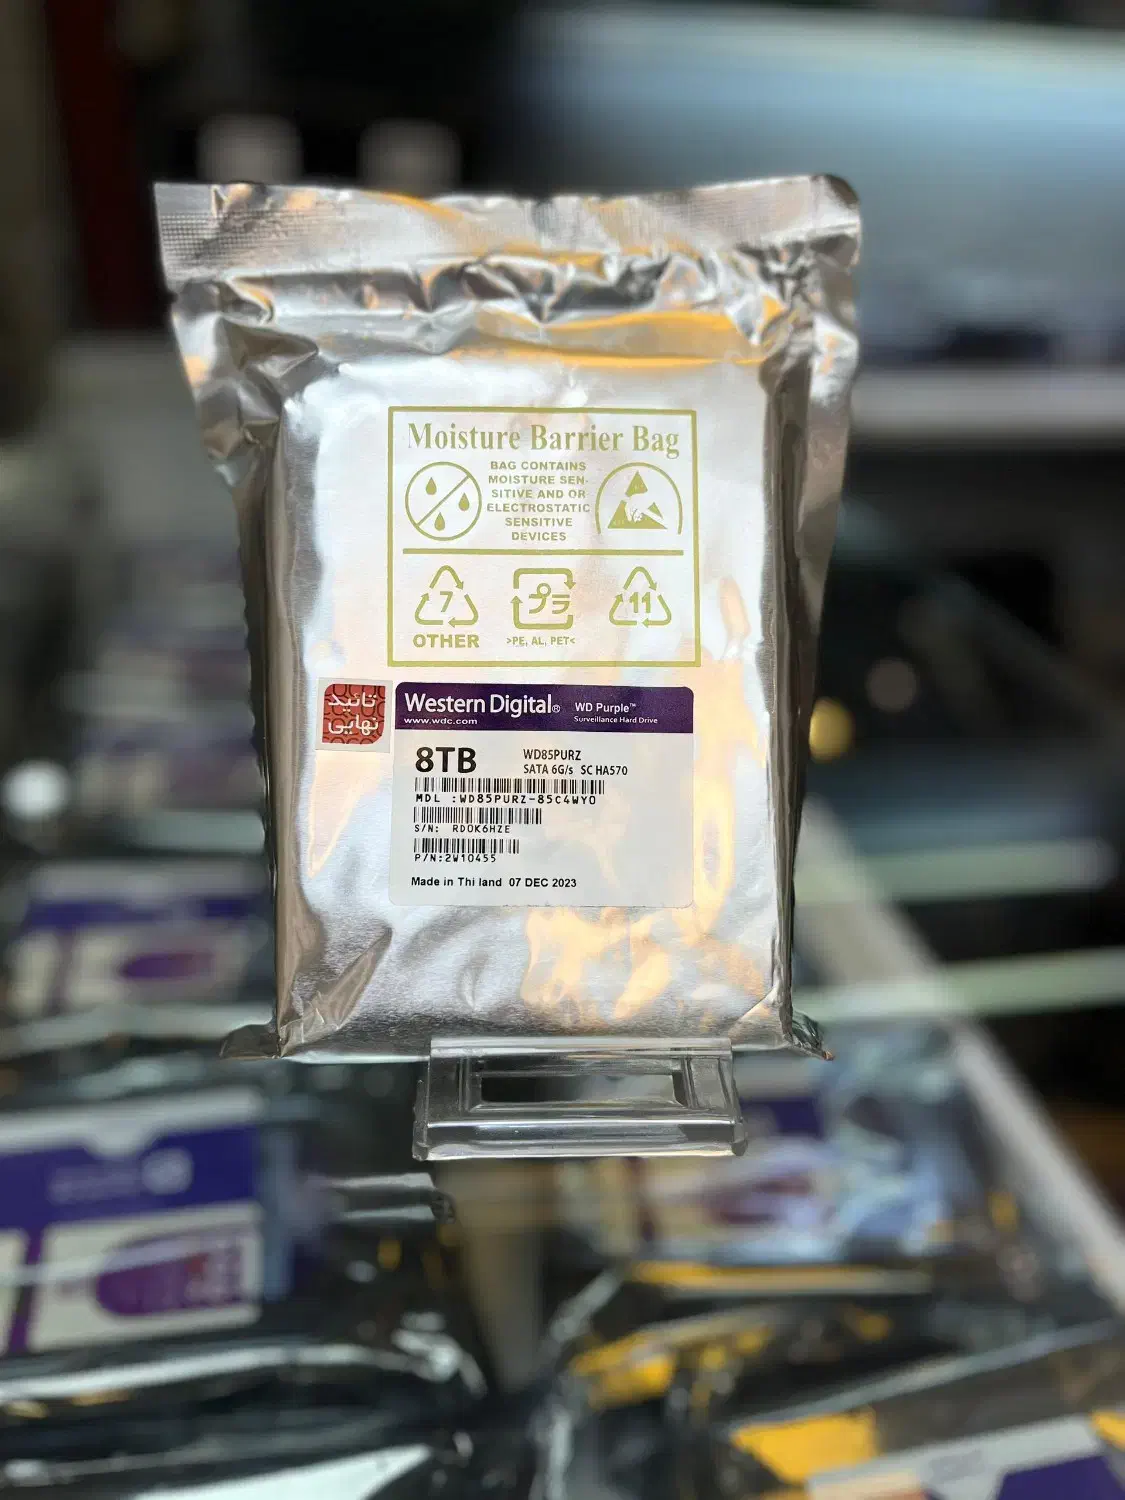 Moisture Barrier Bag
BAG CONTAINS
MOISTURE SEN-
SITIVE AND OR
ELECTROSTATIC
SENSITIVE
DEVICES
7
OTHER
プラ
>PE, AL, PET<
11
تائید
نهایی
Western Digital®
www.wdc.com
WD Purple™
Surveillance Hard Drive
8TB
WD85PURZ
SATA 6G/s SC HA570
MDL :WD85PURZ-85C4WY0
S/N: RD0K6HZE
P/N:2W10455
Made in Thi land 07 DEC 2023